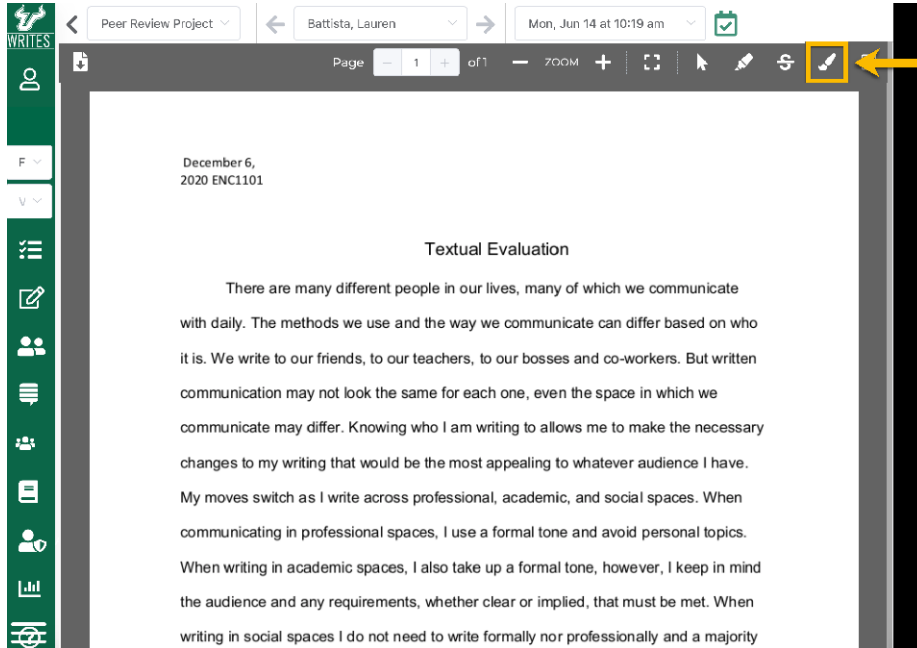 WRITES
Peer Review Project
Battista, Lauren
Mon, Jun 14 at 10:19 am
Page
1
of 1
ZOOM
F
V
December 6,
2020 ENC1101
Textual Evaluation
There are many different people in our lives, many of which we communicate
with daily. The methods we use and the way we communicate can differ based on who
it is. We write to our friends, to our teachers, to our bosses and co-workers. But written
communication may not look the same for each one, even the space in which we
communicate may differ. Knowing who I am writing to allows me to make the necessary
changes to my writing that would be the most appealing to whatever audience I have.
My moves switch as I write across professional, academic, and social spaces. When
communicating in professional spaces, I use a formal tone and avoid personal topics.
When writing in academic spaces, I also take up a formal tone, however, I keep in mind
the audience and any requirements, whether clear or implied, that must be met. When
writing in social spaces I do not need to write formally nor professionally and a majority